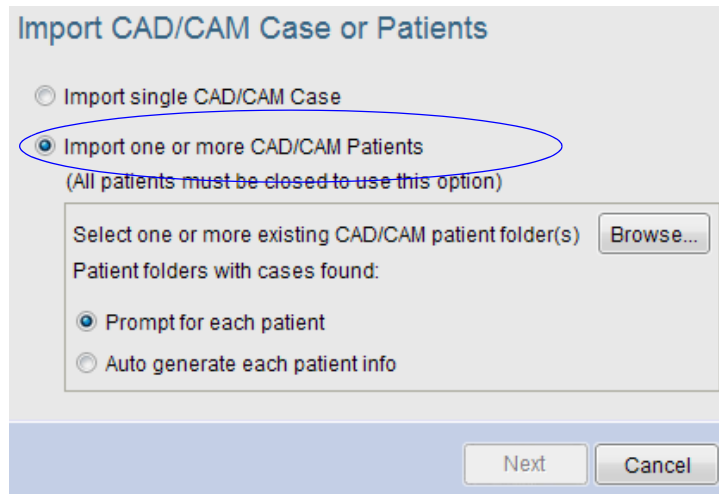 Import CAD/CAM Case or Patients
Import single CAD/CAM Case
Import one or more CAD/CAM Patients
(All patients must be closed to use this option)
Select one or more existing CAD/CAM patient folder(s) Browse...
Patient folders with cases found:
Prompt for each patient
Auto generate each patient info
Next Cancel